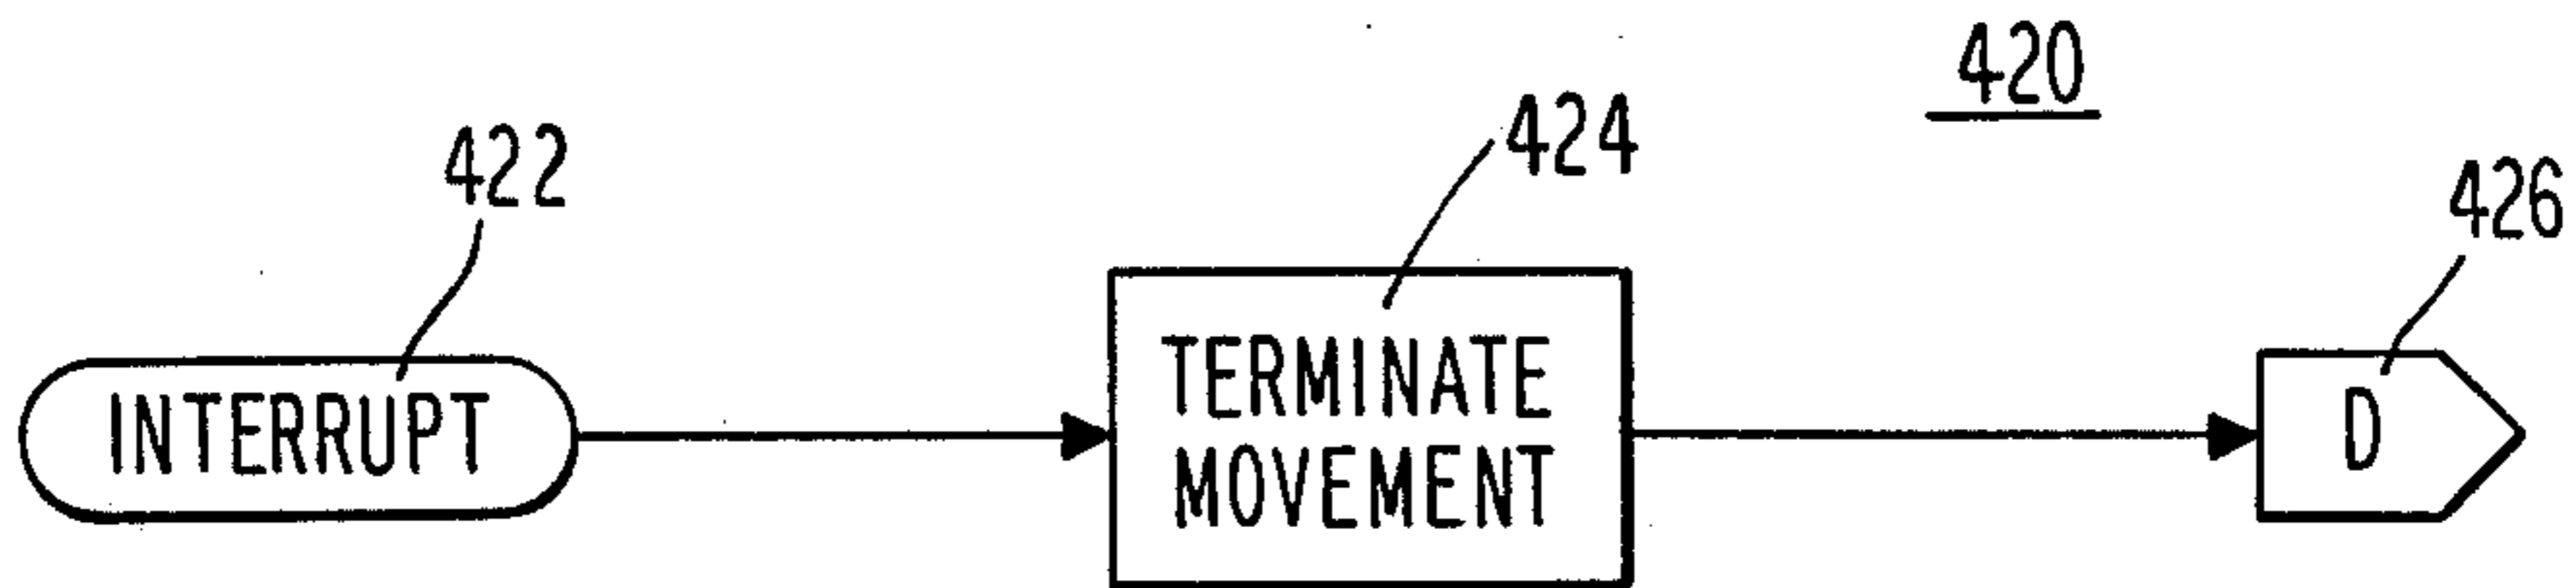 420
422
424
426
INTERRUPT
TERMINATE
MOVEMENT
D